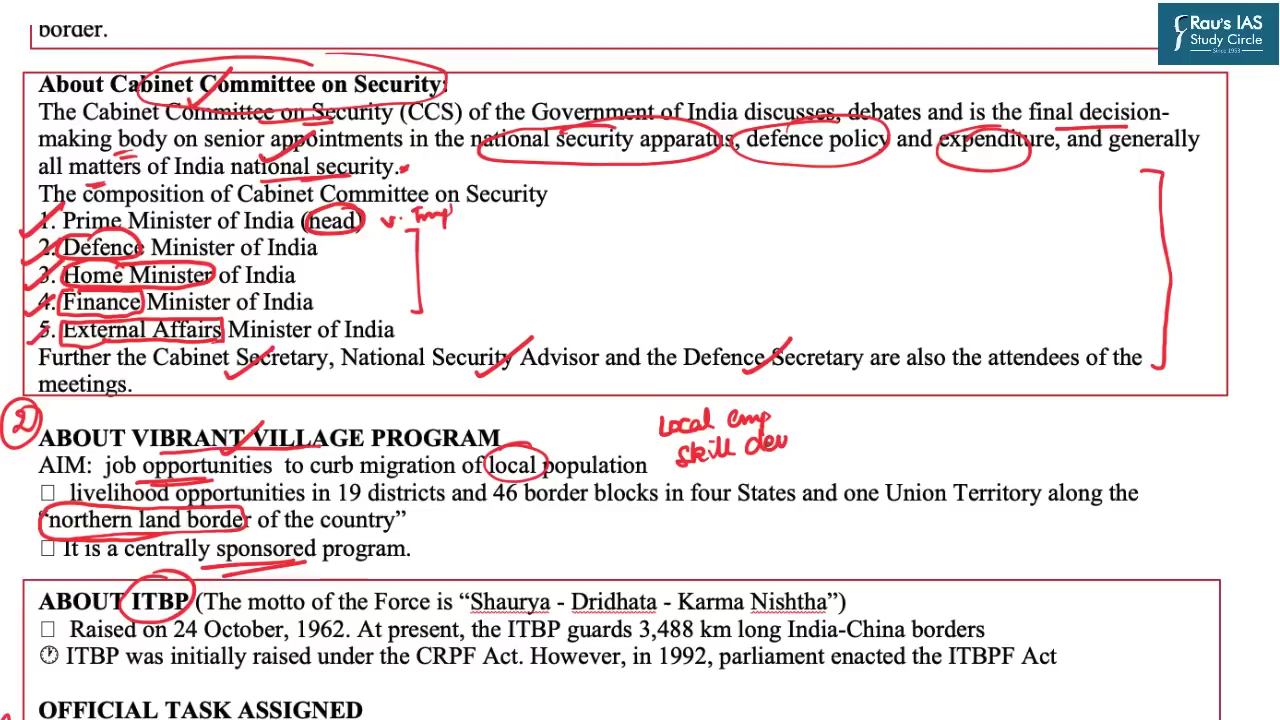 border.
Rau's IAS
Study Circle
Since 1953
About Cabinet Committee on Security:
The Cabinet Committee on Security (CCS) of the Government of India discusses, debates and is the final decision-
making body on senior appointments in the national security apparatus, defence policy and expenditure, and generally
all matters of India national security.
The composition of Cabinet Committee on Security
1. Prime Minister of India (head) v. Imp
2. Defence Minister of India
3. Home Minister of India
4. Finance Minister of India
5. External Affairs Minister of India
Further the Cabinet Secretary, National Security Advisor and the Defence Secretary are also the attendees of the
meetings.
2
Local emp
Skill dev
ABOUT VIBRANT VILLAGE PROGRAM
AIM: job opportunities to curb migration of local population
□ livelihood opportunities in 19 districts and 46 border blocks in four States and one Union Territory along the
“northern land border of the country”
□ It is a centrally sponsored program.
ABOUT ITBP (The motto of the Force is “Shaurya - Dridhata - Karma Nishtha”)
□ Raised on 24 October, 1962. At present, the ITBP guards 3,488 km long India-China borders
ITBP was initially raised under the CRPF Act. However, in 1992, parliament enacted the ITBPF Act
OFFICIAL TASK ASSIGNED